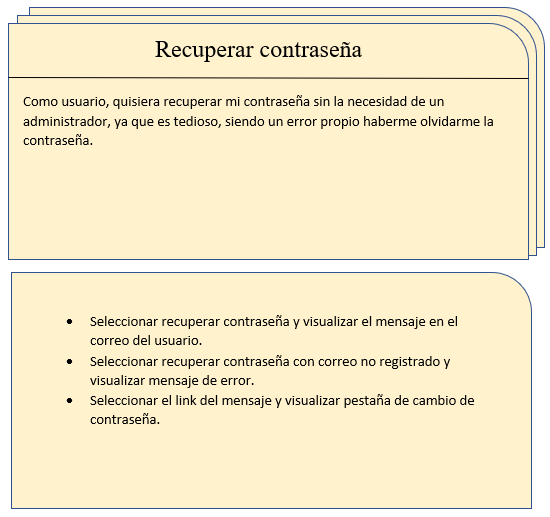 Recuperar contraseña
Como usuario, quisiera recuperar mi contraseña sin la necesidad de un
administrador, ya que es tedioso, siendo un error propio haberme olvidarme la
contraseña.
• Seleccionar recuperar contraseña y visualizar el mensaje en el
correo del usuario.
• Seleccionar recuperar contraseña con correo no registrado y
visualizar mensaje de error.
• Seleccionar el link del mensaje y visualizar pestaña de cambio de
contraseña.